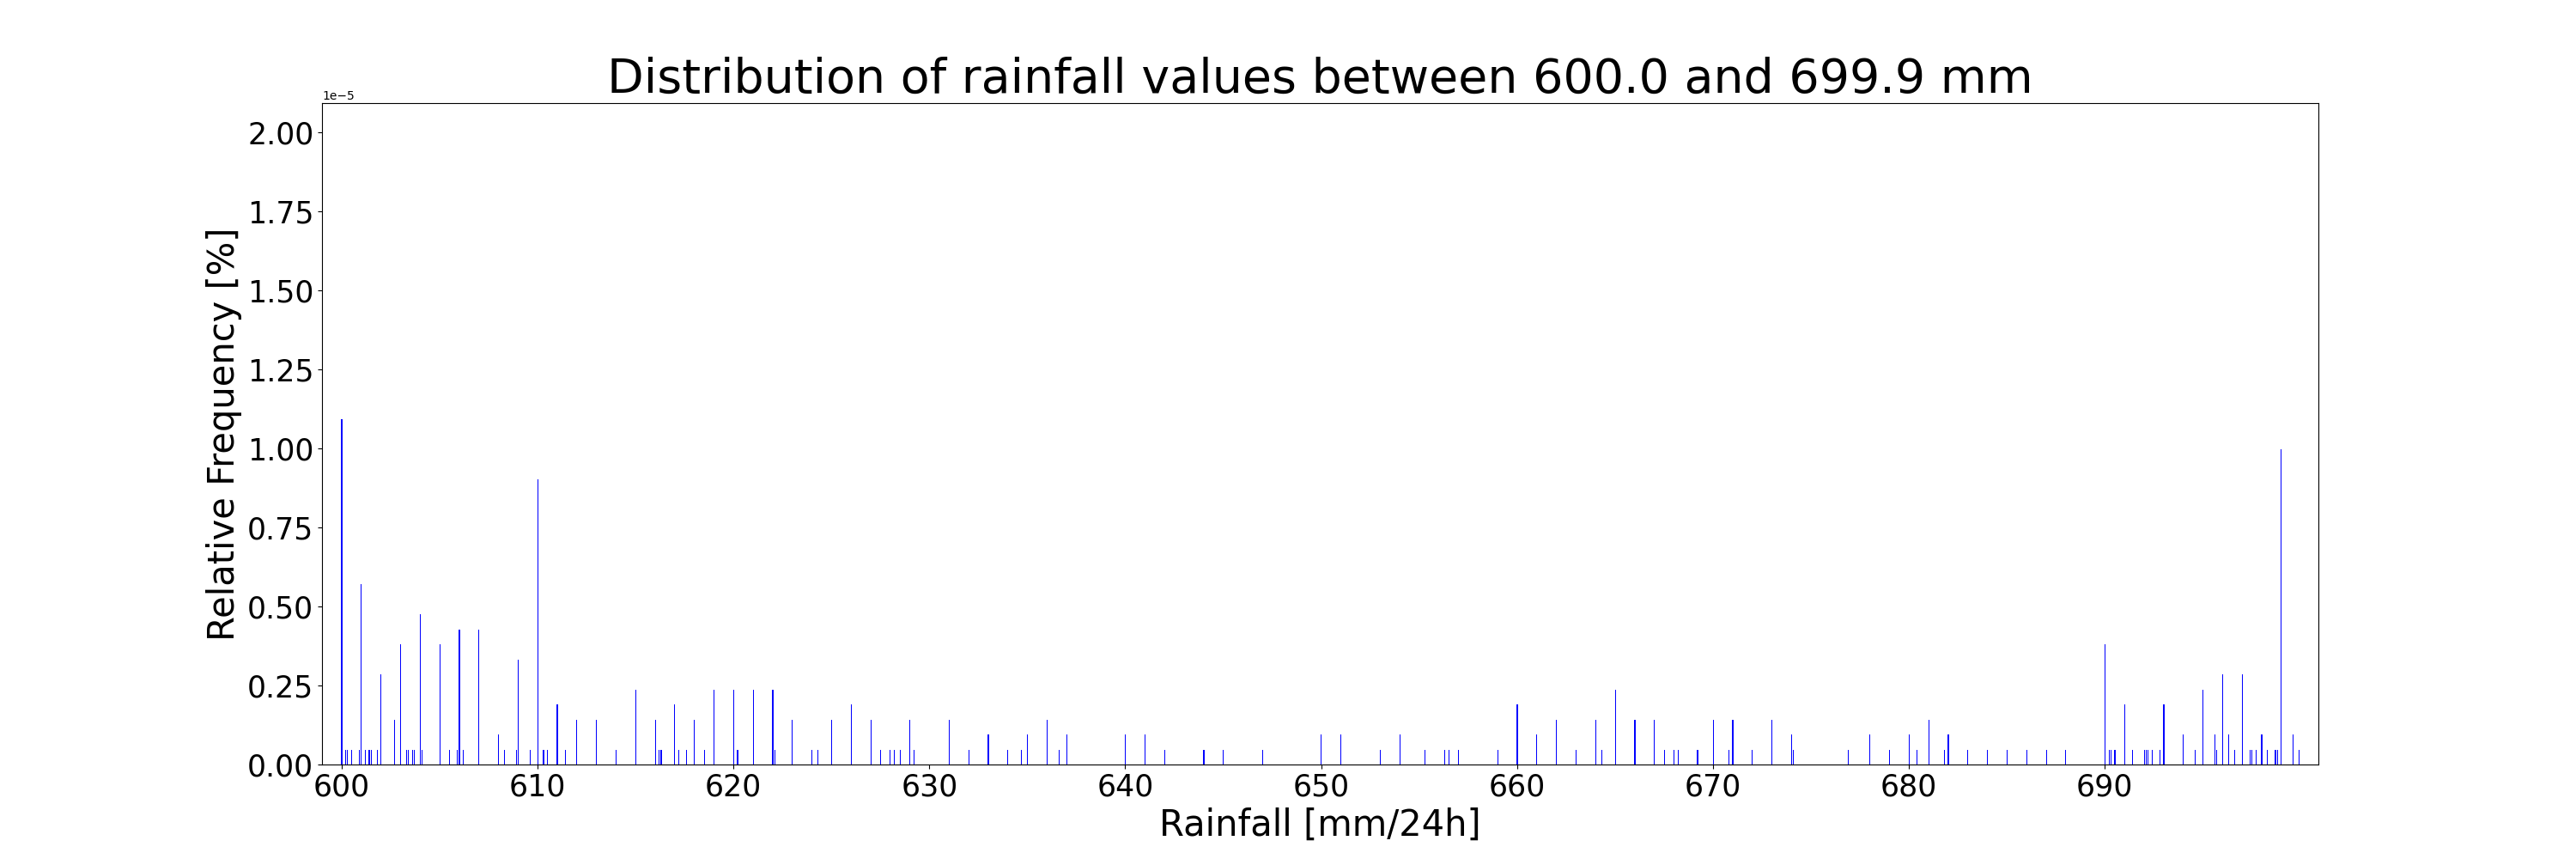 Distribution of rainfall values between 600.0 and 699.9 mm
1e−5
2.00
1.75
1.50
1.25
1.00
0.75
0.50
0.25
0.00
Relative Frequency [%]
600 610 620 630 640 650 660 670 680 690
Rainfall [mm/24h]